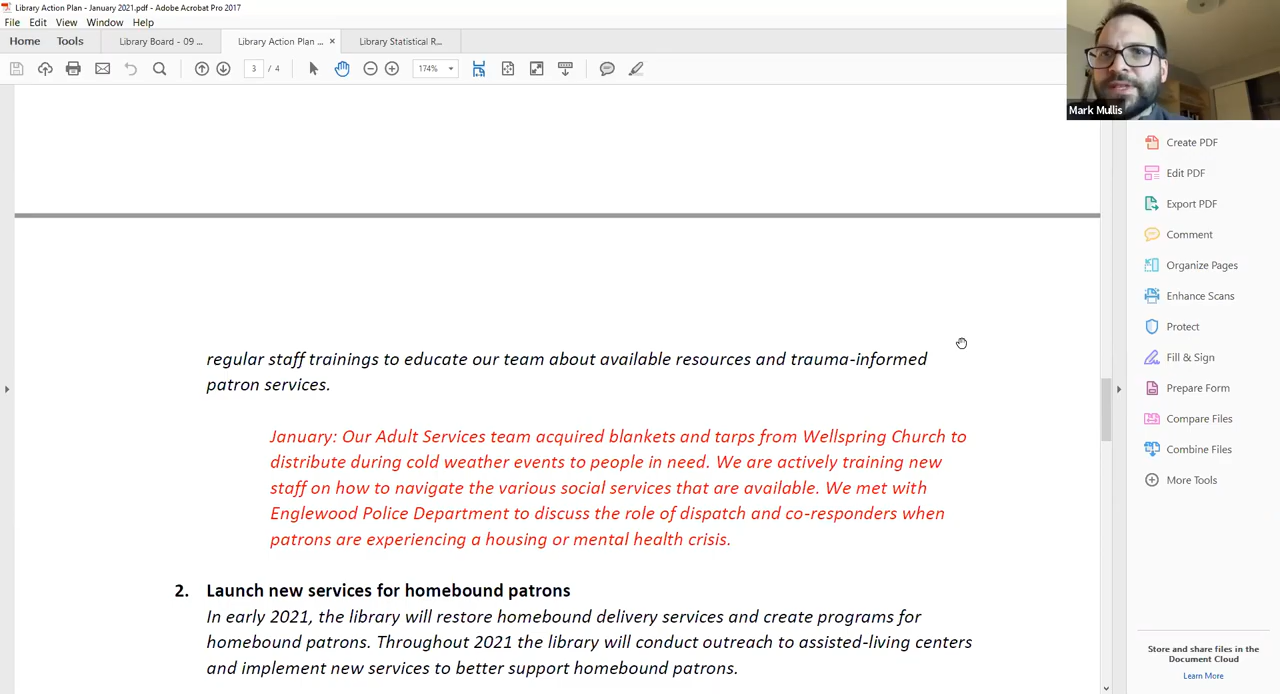 Library Action Plan - January 2021.pdf - Adobe Acrobat Pro 2017
File Edit View Window Help
Home Tools Library Board - 09 ... Library Action Plan ... × Library Statistical R...
3 / 4 174%
Mark Mullis
regular staff trainings to educate our team about available resources and trauma-informed
patron services.
January: Our Adult Services team acquired blankets and tarps from Wellspring Church to
distribute during cold weather events to people in need. We are actively training new
staff on how to navigate the various social services that are available. We met with
Englewood Police Department to discuss the role of dispatch and co-responders when
patrons are experiencing a housing or mental health crisis.
2. Launch new services for homebound patrons
In early 2021, the library will restore homebound delivery services and create programs for
homebound patrons. Throughout 2021 the library will conduct outreach to assisted-living centers
and implement new services to better support homebound patrons.
Create PDF
Edit PDF
Export PDF
Comment
Organize Pages
Enhance Scans
Protect
Fill & Sign
Prepare Form
Compare Files
Combine Files
More Tools
Store and share files in the
Document Cloud
Learn More